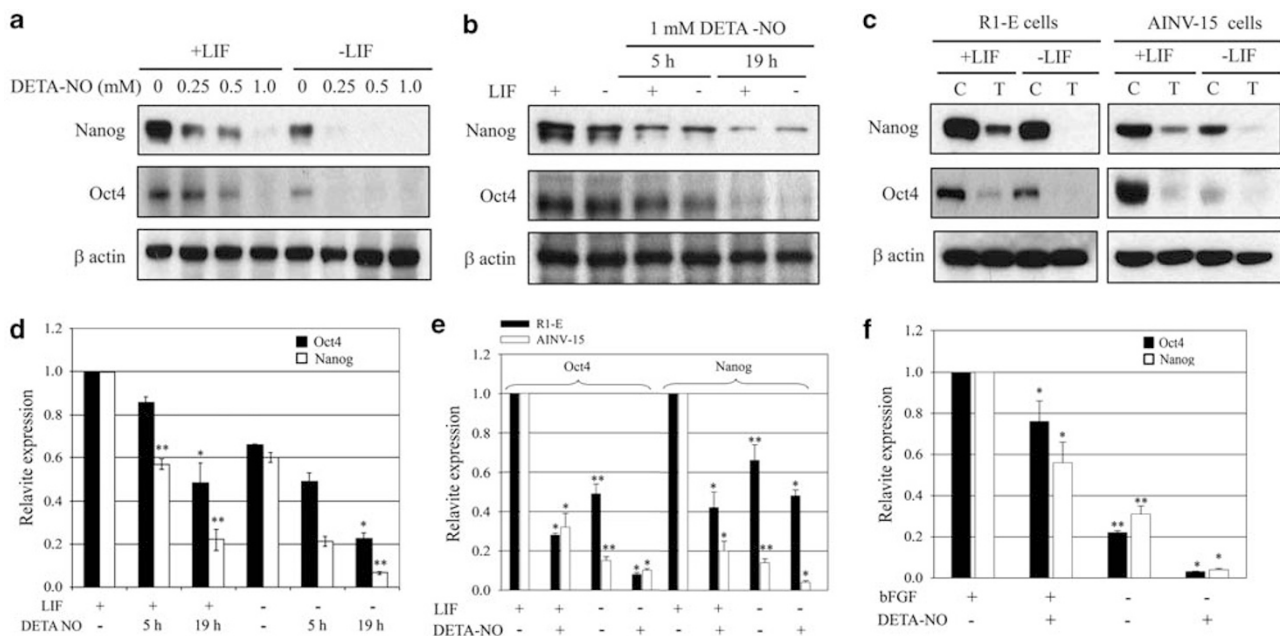 a
+LIF -LIF
DETA-NO (mM) 0 0.25 0.5 1.0 0 0.25 0.5 1.0
Nanog
Oct4
β actin
b
1 mM DETA -NO
5 h 19 h
LIF + - + - + -
Nanog
Oct4
β actin
c
R1-E cells AINV-15 cells
+LIF -LIF +LIF -LIF
C T C T C T C T
Nanog
Oct4
β actin
d
Relavite expression
1.2
1.0
0.8
0.6
0.4
0.2
0.0
Oct4
Nanog
** * ** * **
LIF + + + - - -
DETA NO - 5 h 19 h - 5 h 19 h
e
R1-E
AINV-15
Relavite expression
1.2
1.0
0.8
0.6
0.4
0.2
0.0
Oct4 Nanog
* * ** ** * * * * ** ** * *
LIF + + - - + + - -
DETA-NO - + - + - + - +
f
Relavite expression
1.2
1.0
0.8
0.6
0.4
0.2
0.0
Oct4
Nanog
* * ** ** * *
bFGF + + - -
DETA-NO - + - +